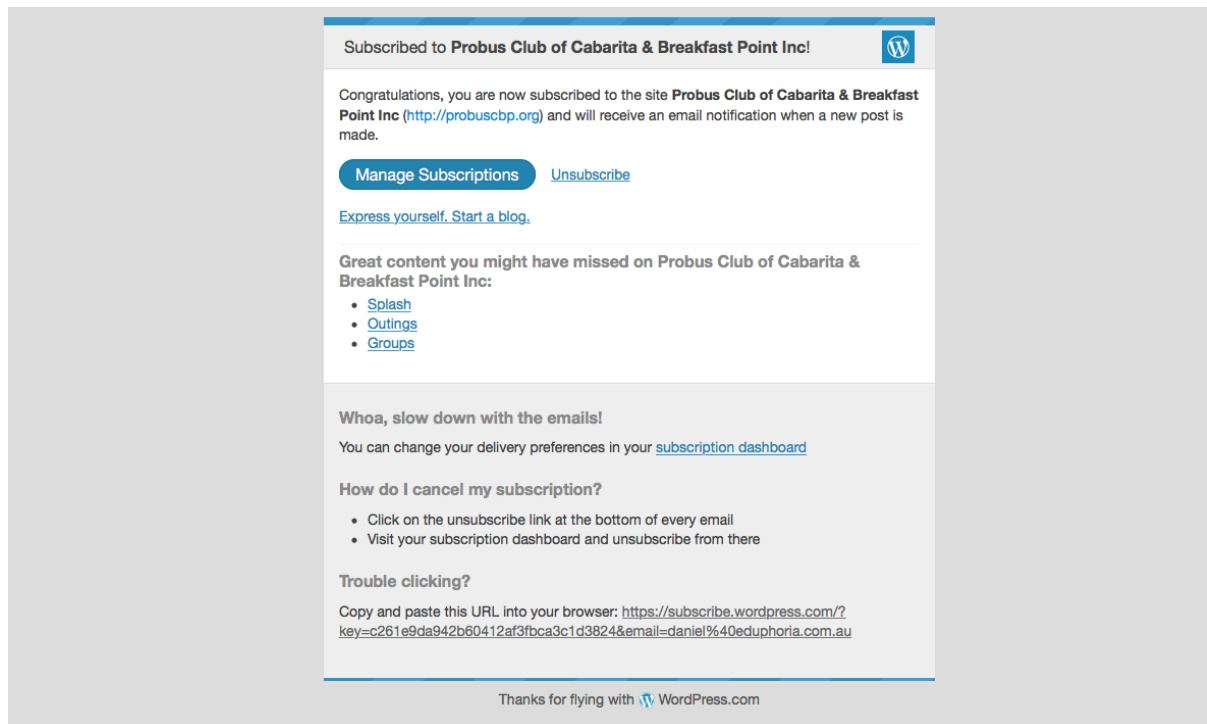 Subscribed to Probus Club of Cabarita & Breakfast Point Inc!
Congratulations, you are now subscribed to the site Probus Club of Cabarita & Breakfast
Point Inc (http://probuscbp.org) and will receive an email notification when a new post is
made.
Manage Subscriptions Unsubscribe
Express yourself. Start a blog.
Great content you might have missed on Probus Club of Cabarita &
Breakfast Point Inc:
• Splash
• Outings
• Groups
Whoa, slow down with the emails!
You can change your delivery preferences in your subscription dashboard
How do I cancel my subscription?
• Click on the unsubscribe link at the bottom of every email
• Visit your subscription dashboard and unsubscribe from there
Trouble clicking?
Copy and paste this URL into your browser: https://subscribe.wordpress.com/?
key=c261e9da942b60412af3fbca3c1d3824&email=daniel%40eduphoria.com.au
Thanks for flying with WordPress.com